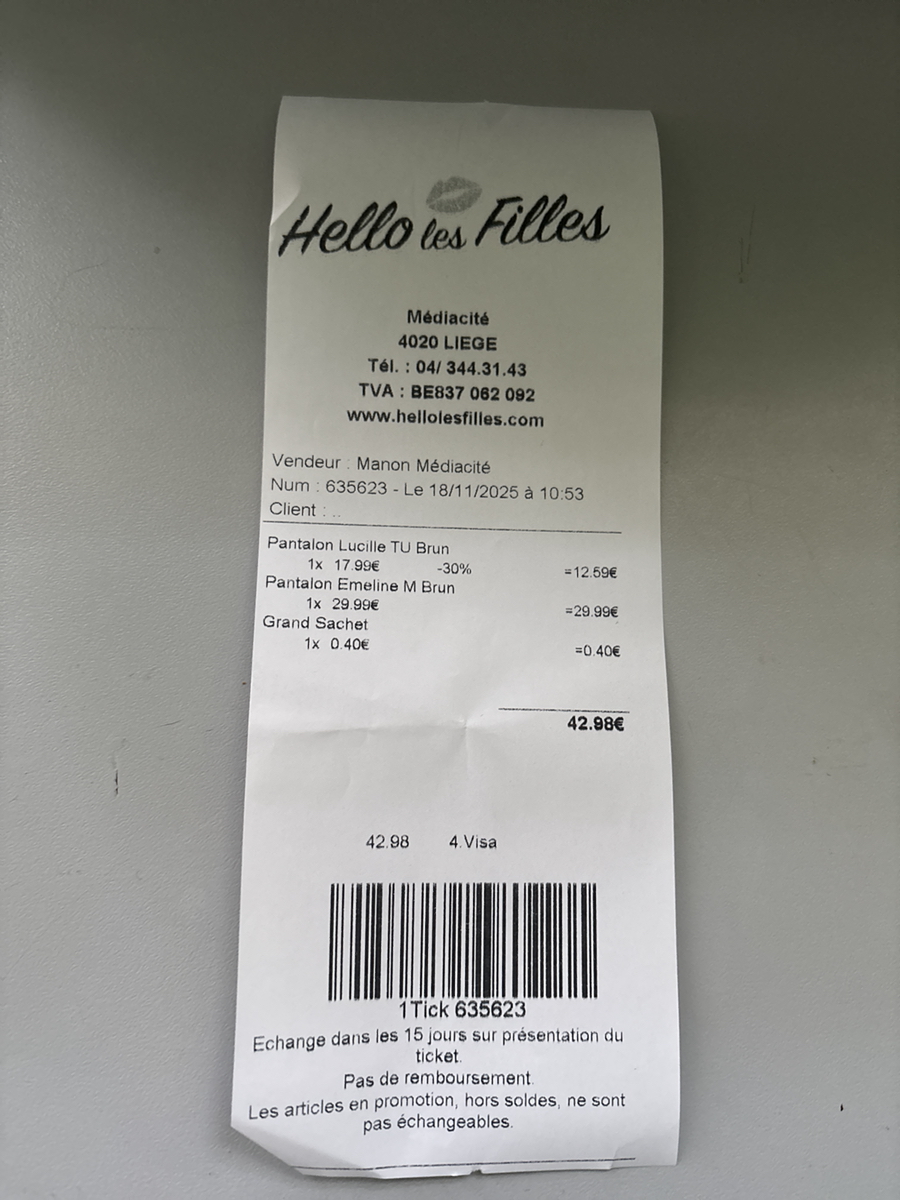 Hello les Filles
Médiacité
4020 LIEGE
Tél. : 04/ 344.31.43
TVA : BE837 062 092
www.hellolesfilles.com
Vendeur : Manon Médiacité
Num : 635623 - Le 18/11/2025 à 10:53
Client : ..
Pantalon Lucille TU Brun
1x 17.99€ -30% =12.59€
Pantalon Emeline M Brun
1x 29.99€ =29.99€
Grand Sachet
1x 0.40€ =0.40€
42.98€
42.98 4.Visa
1Tick 635623
Echange dans les 15 jours sur présentation du
ticket.
Pas de remboursement.
Les articles en promotion, hors soldes, ne sont
pas échangeables.